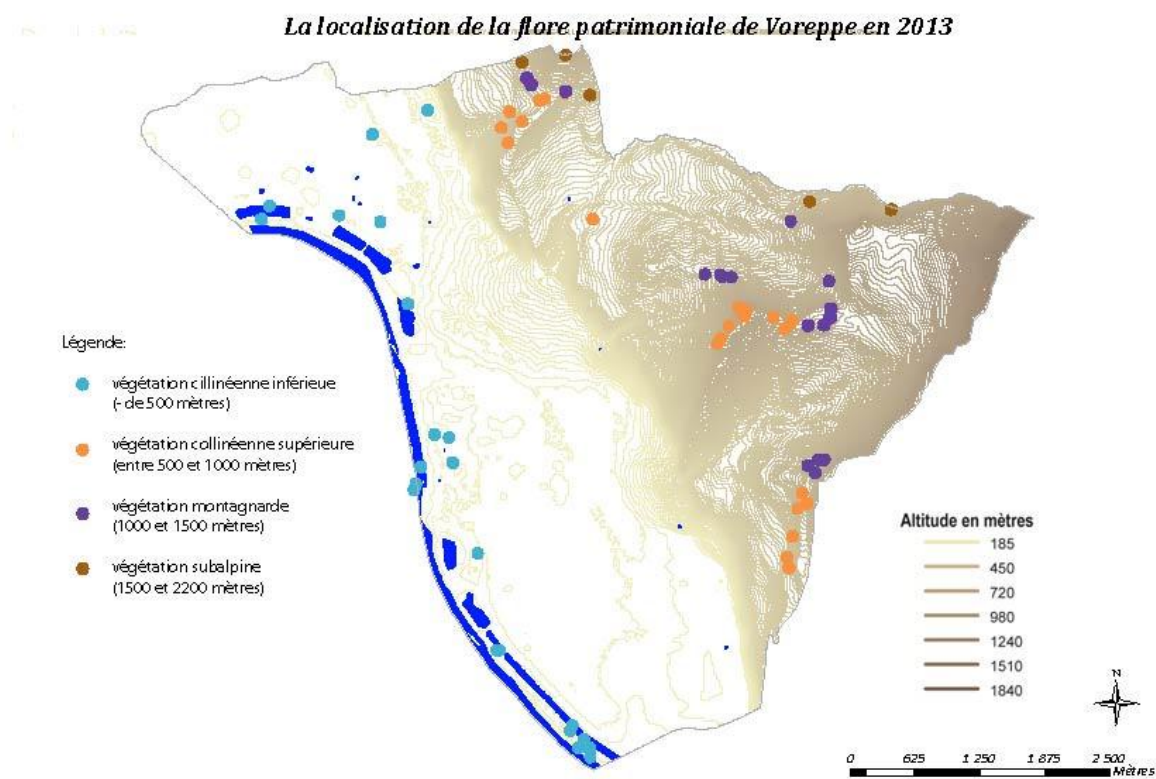 La localisation de la flore patrimoniale de Voreppe en 2013
Légende:
végétation cillinéenne inférieure
(- de 500 mètres)
végétation collinéenne supérieure
(entre 500 et 1000 mètres)
végétation montagnarde
(1000 et 1500 mètres)
végétation subalpine
(1500 et 2200 mètres)
Altitude en mètres
185
450
720
980
1240
1510
1840
N
0 625 1 250 1 875 2 500
Mètres